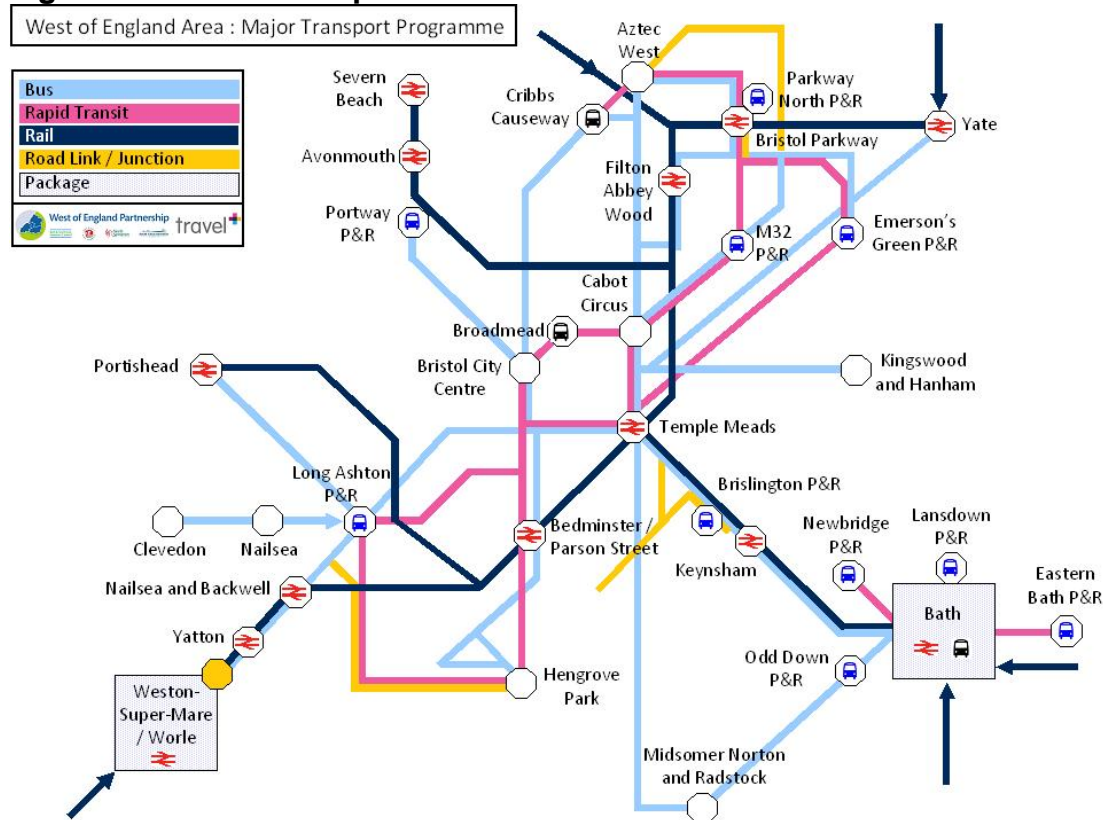 West of England Area : Major Transport Programme
Bus
Rapid Transit
Rail
Road Link / Junction
Package
West of England Partnership
travel+
Severn
Beach
Avonmouth
Portway
P&R
Cribbs
Causeway
Aztec
West
Parkway
North P&R
Bristol Parkway
Yate
Filton
Abbey
Wood
M32
P&R
Emerson's
Green P&R
Cabot
Circus
Broadmead
Bristol City
Centre
Kingswood
and Hanham
Portishead
Temple Meads
Long Ashton
P&R
Clevedon
Nailsea
Bedminster /
Parson Street
Brislington P&R
Keynsham
Newbridge
P&R
Lansdown
P&R
Eastern
Bath P&R
Bath
Nailsea and Backwell
Yatton
Weston-
Super-Mare
/ Worle
Hengrove
Park
Odd Down
P&R
Midsomer Norton
and Radstock